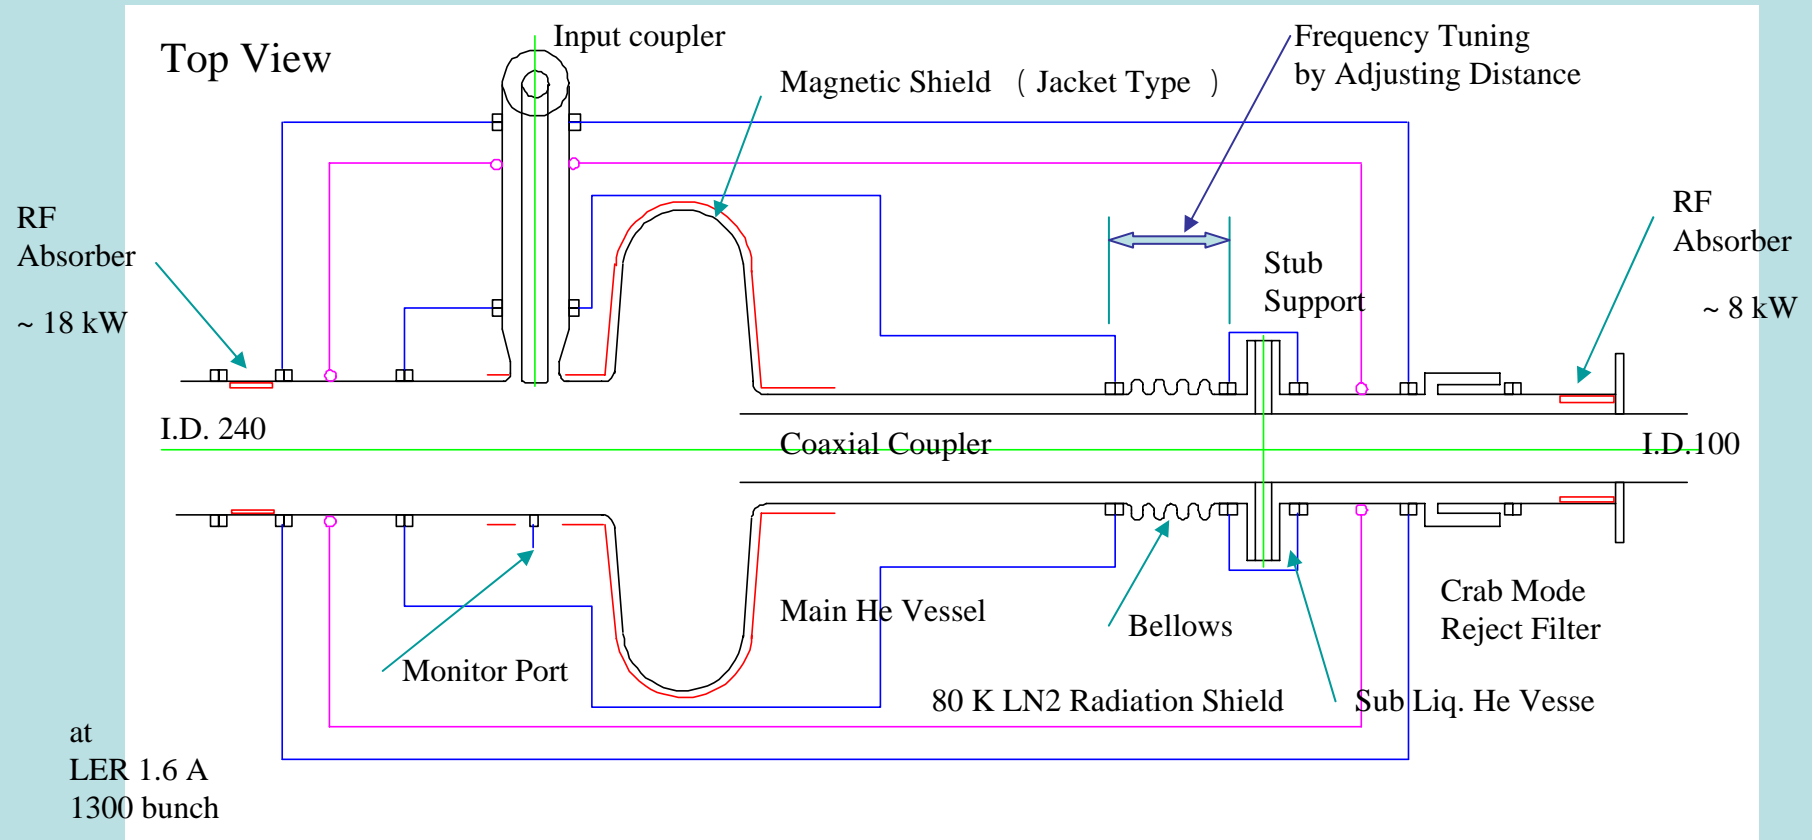 Top View
Input coupler
Magnetic Shield ( Jacket Type )
Frequency Tuning
by Adjusting Distance
RF
Absorber
~ 18 kW
RF
Absorber
~ 8 kW
Stub
Support
I.D. 240
Coaxial Coupler
I.D.100
Main He Vessel
Bellows
Crab Mode
Reject Filter
Monitor Port
80 K LN2 Radiation Shield
Sub Liq. He Vesse
at
LER 1.6 A
1300 bunch